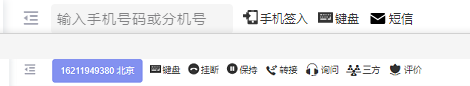 输入手机号码或分机号 手机签入 键盘 短信
16211949380 北京 键盘 挂断 保持 转接 询问 三方 评价